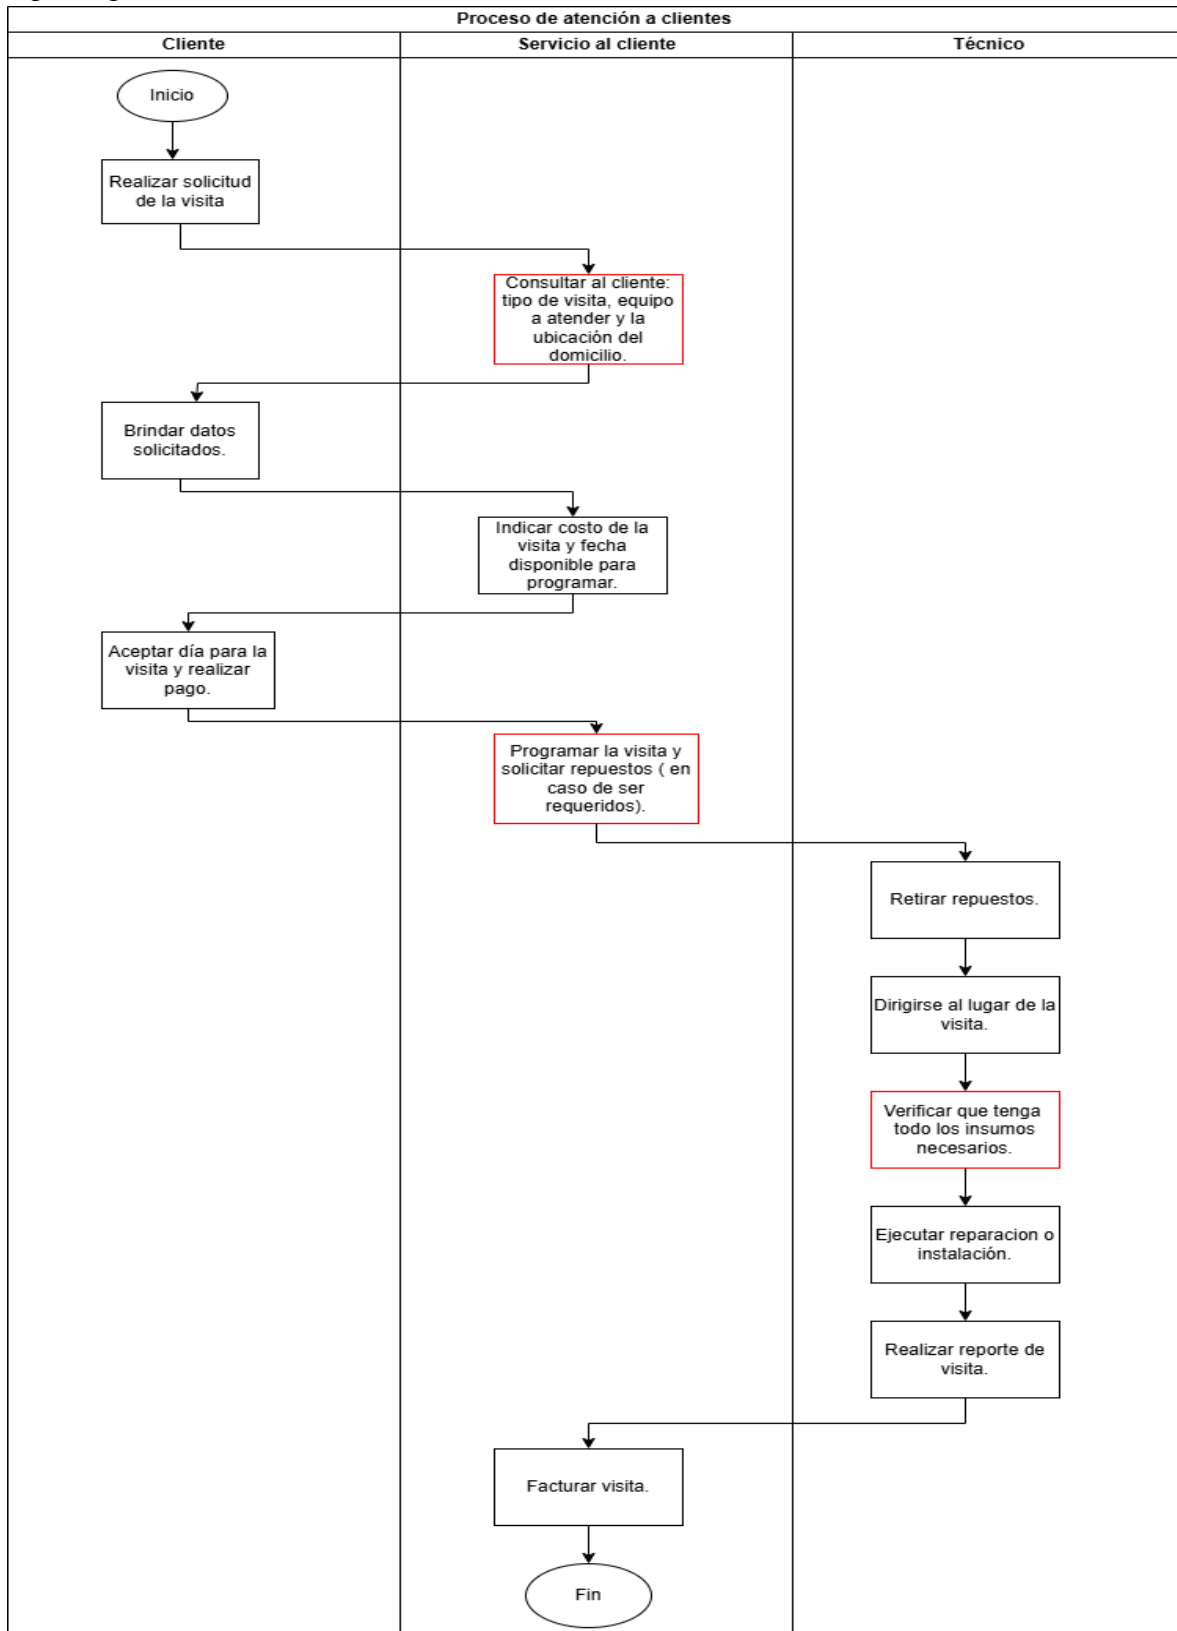 Proceso de atención a clientes
Cliente
Servicio al cliente
Técnico
Inicio
Realizar solicitud
de la visita
Consultar al cliente:
tipo de visita, equipo
a atender y la
ubicación del
domicilio.
Brindar datos
solicitados.
Indicar costo de la
visita y fecha
disponible para
programar.
Aceptar día para la
visita y realizar
pago.
Programar la visita y
solicitar repuestos ( en
caso de ser
requeridos).
Retirar repuestos.
Dirigirse al lugar de la
visita.
Verificar que tenga
todo los insumos
necesarios.
Ejecutar reparacion o
instalación.
Realizar reporte de
visita.
Facturar visita.
Fin